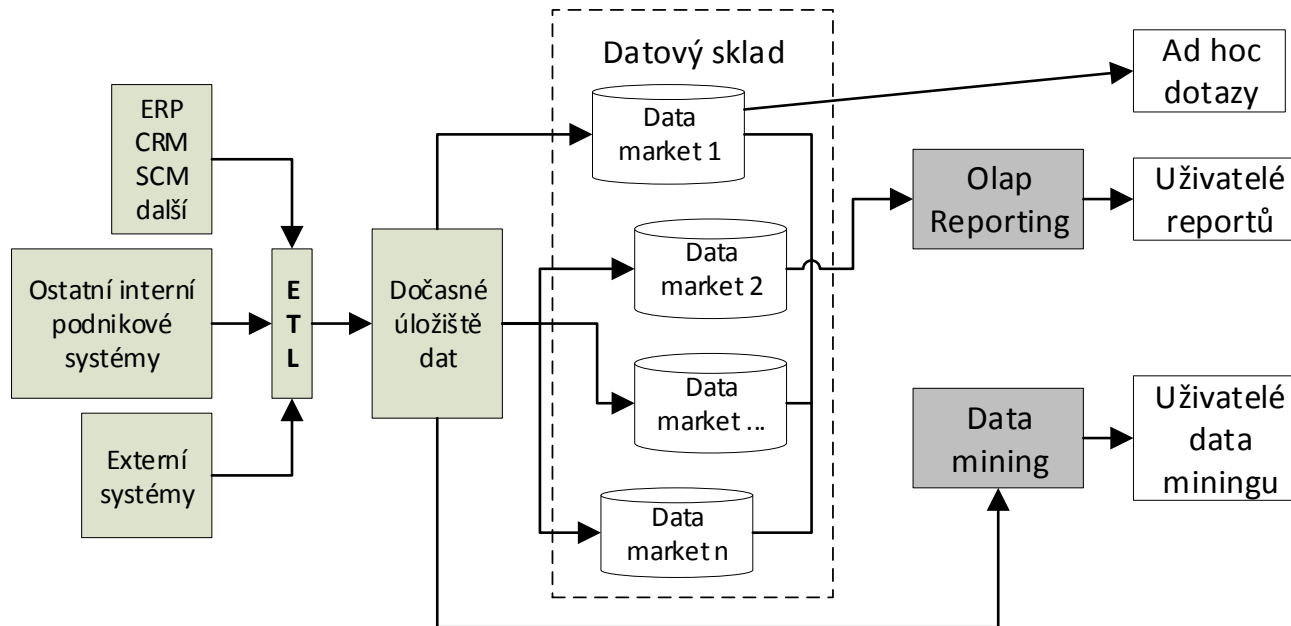 Datový sklad
ERP
CRM
SCM
další
Ostatní interní
podnikové
systémy
Externí
systémy
E
T
L
Dočasné
úložiště
dat
Data
market 1
Data
market 2
Data
market ...
Data
market n
Ad hoc
dotazy
Olap
Reporting
Uživatelé
reportů
Data
mining
Uživatelé
data
miningu